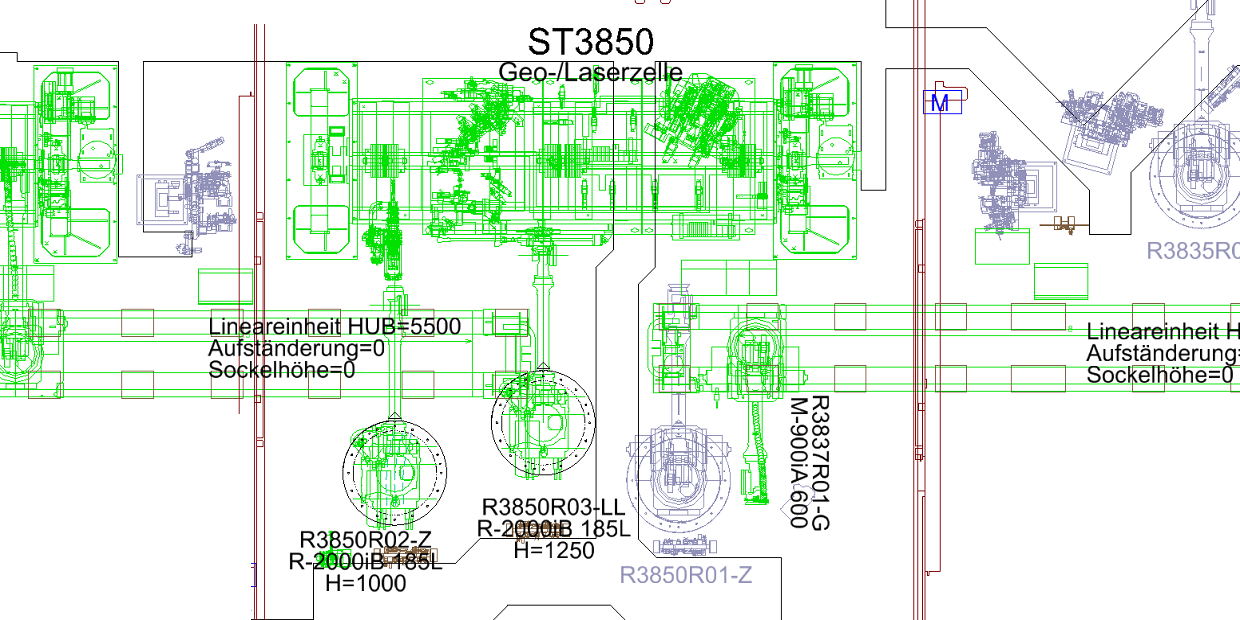 ST3850
Geo-/Laserzelle
M
R3835R0
Lineareinheit HUB=5500
Aufständerung=0
Sockelhöhe=0
Lineareinheit H
Aufständerung=
Sockelhöhe=0
R3837R01-G
M-900iA 600
R3850R03-LL
R-2000iB 185L
H=1250
R3850R02-Z
R-2000iB 185L
H=1000
R3850R01-Z